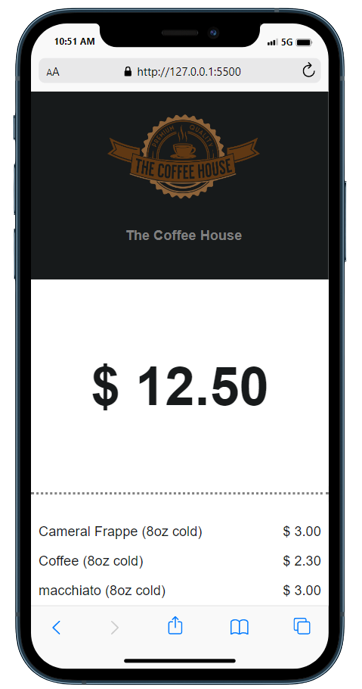 10:51 AM
5G
AA
http://127.0.0.1:5500
PREMIUM QUALITY
THE COFFEE HOUSE
The Coffee House
$ 12.50
Cameral Frappe (8oz cold) $ 3.00
Coffee (8oz cold) $ 2.30
macchiato (8oz cold) $ 3.00